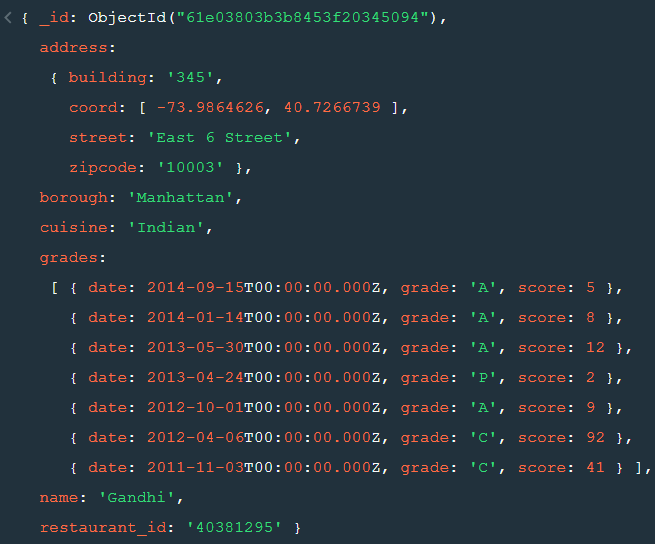 { _id: ObjectId("61e03803b3b8453f20345094"),
address:
{ building: '345',
coord: [ -73.9864626, 40.7266739 ],
street: 'East 6 Street',
zipcode: '10003' },
borough: 'Manhattan',
cuisine: 'Indian',
grades:
[ { date: 2014-09-15T00:00:00.000Z, grade: 'A', score: 5 },
{ date: 2014-01-14T00:00:00.000Z, grade: 'A', score: 8 },
{ date: 2013-05-30T00:00:00.000Z, grade: 'A', score: 12 },
{ date: 2013-04-24T00:00:00.000Z, grade: 'P', score: 2 },
{ date: 2012-10-01T00:00:00.000Z, grade: 'A', score: 9 },
{ date: 2012-04-06T00:00:00.000Z, grade: 'C', score: 92 },
{ date: 2011-11-03T00:00:00.000Z, grade: 'C', score: 41 } ],
name: 'Gandhi',
restaurant_id: '40381295' }